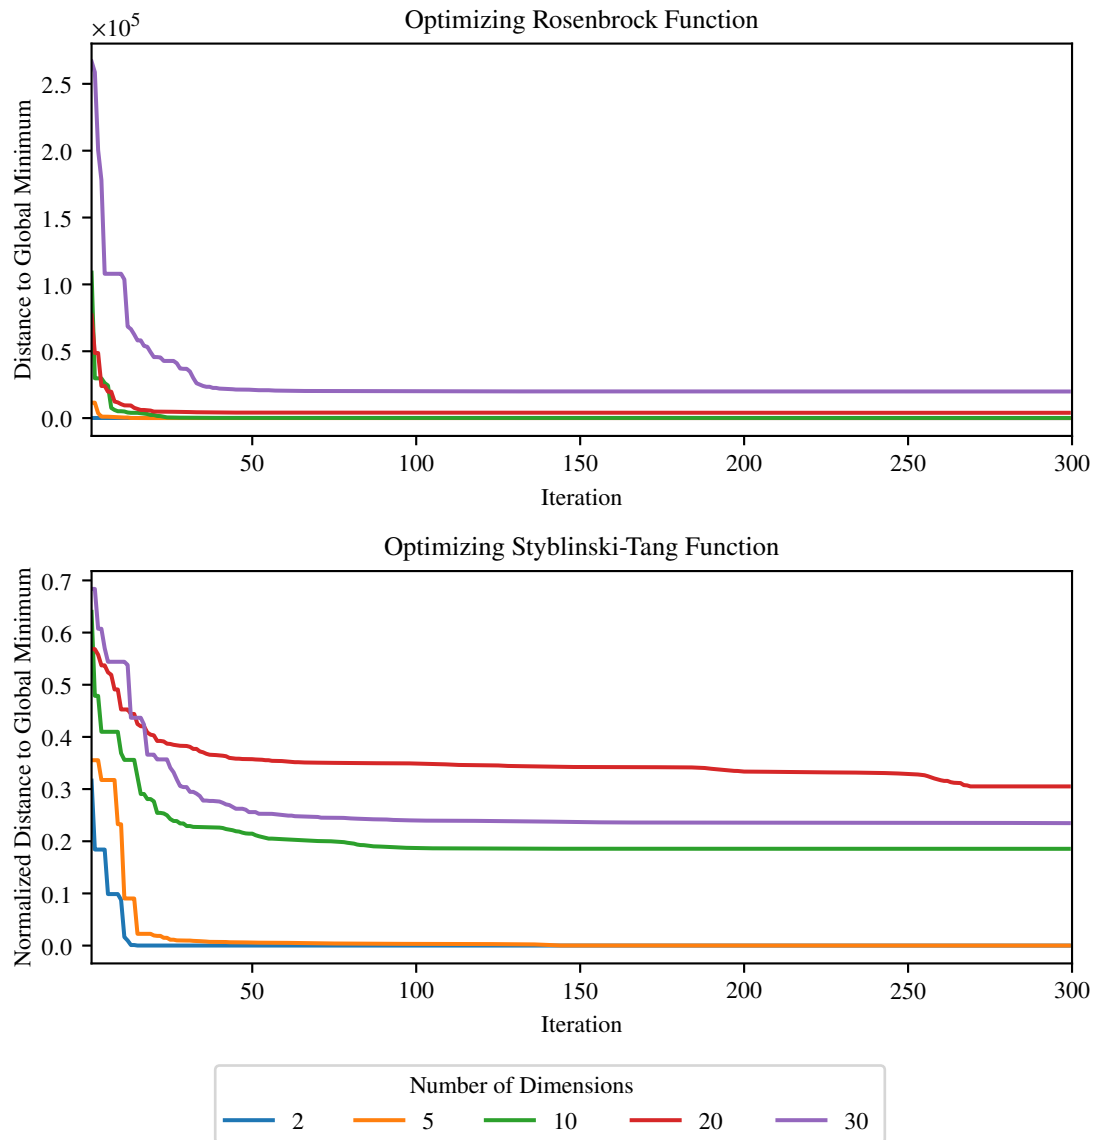 Optimizing Rosenbrock Function
×10⁵
Distance to Global Minimum
2.5
2.0
1.5
1.0
0.5
0.0
50 100 150 200 250 300
Iteration
Optimizing Styblinski-Tang Function
Normalized Distance to Global Minimum
0.7
0.6
0.5
0.4
0.3
0.2
0.1
0.0
50 100 150 200 250 300
Iteration
Number of Dimensions
2 5 10 20 30